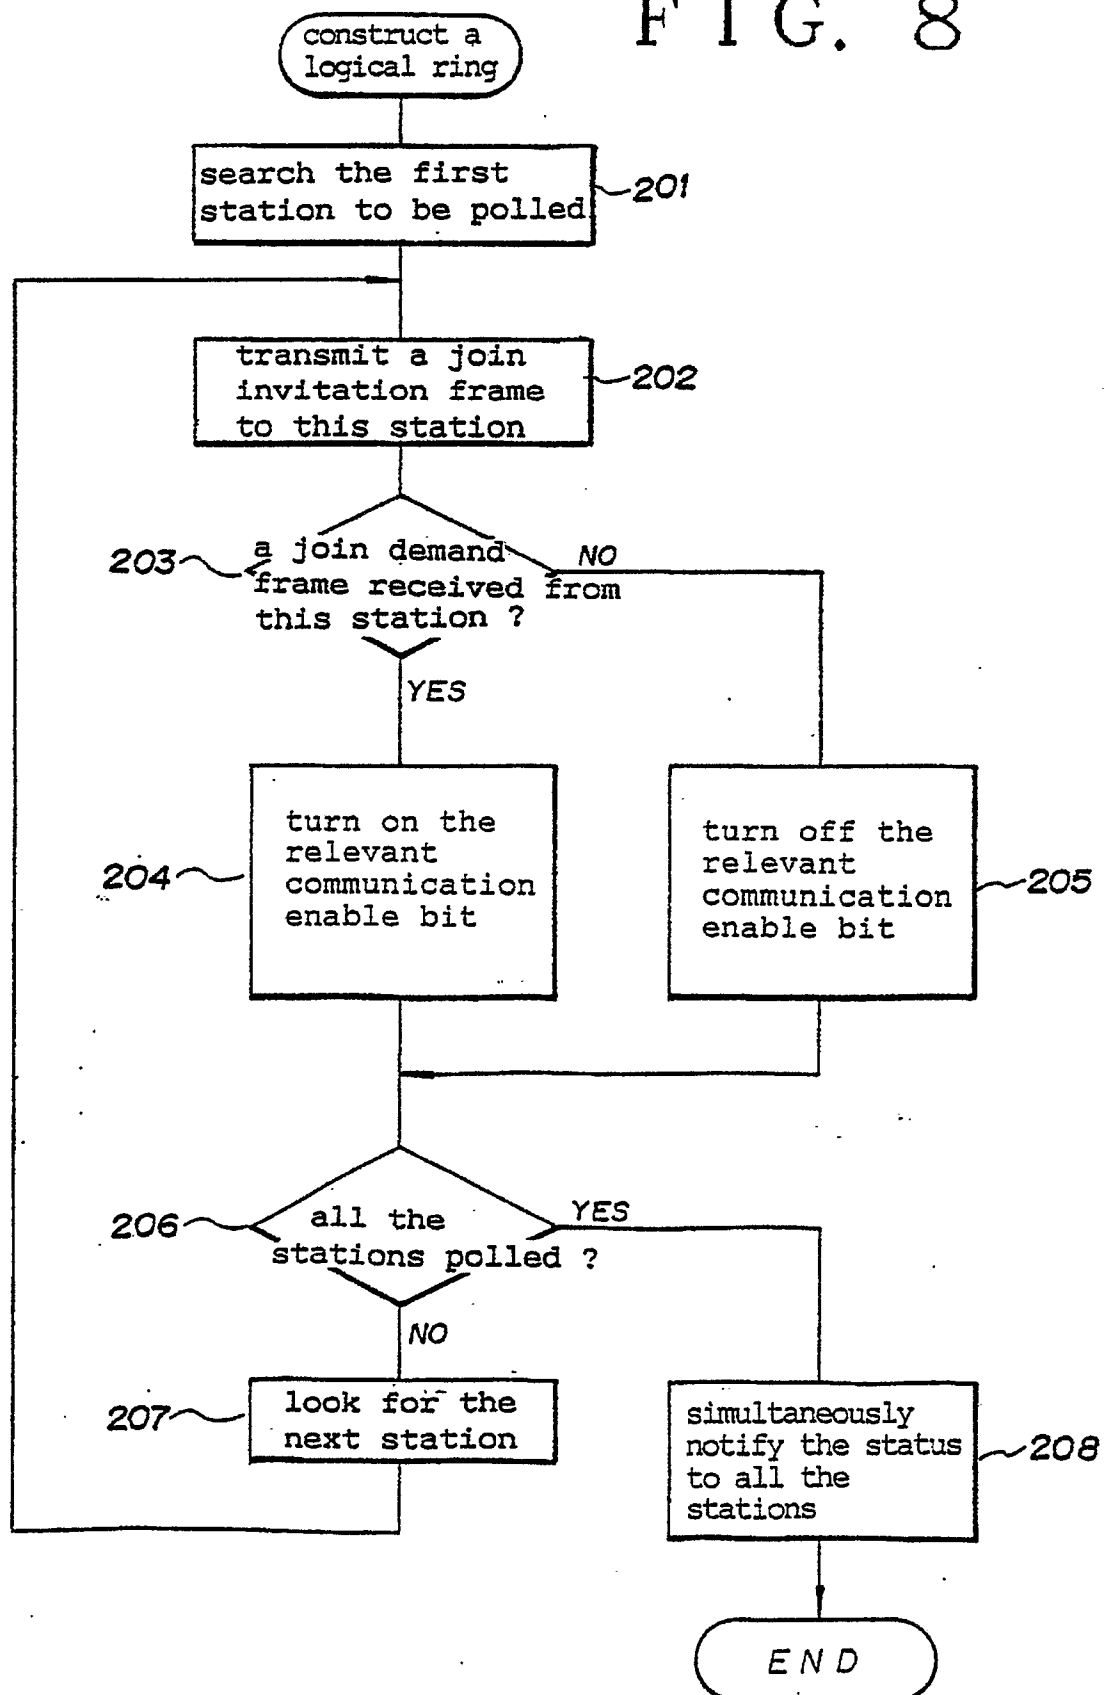 FIG. 8
construct a
logical ring
search the first
station to be polled
201
transmit a join
invitation frame
to this station
202
a join demand
frame received from
this station ?
203
NO
YES
turn on the
relevant
communication
enable bit
204
turn off the
relevant
communication
enable bit
205
all the
stations polled ?
206
YES
NO
look for the
next station
207
simultaneously
notify the status
to all the
stations
208
END